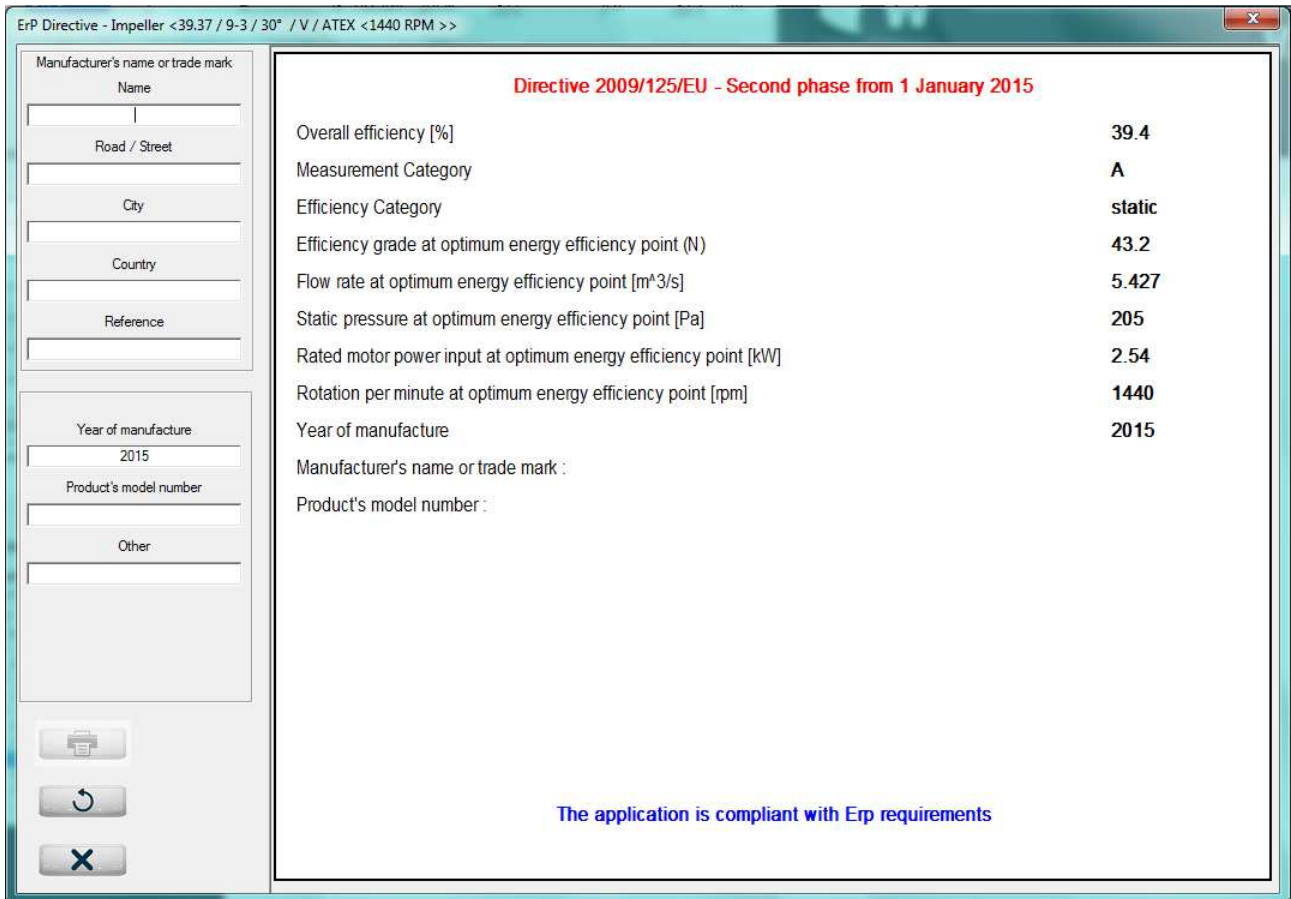 ErP Directive - Impeller <39.37 / 9-3 / 30° / V / ATEX <1440 RPM >>
Manufacturer's name or trade mark
Name
Road / Street
City
Country
Reference
Year of manufacture
2015
Product's model number
Other
Directive 2009/125/EU - Second phase from 1 January 2015
Overall efficiency [%] 39.4
Measurement Category A
Efficiency Category static
Efficiency grade at optimum energy efficiency point (N) 43.2
Flow rate at optimum energy efficiency point [m^3/s] 5.427
Static pressure at optimum energy efficiency point [Pa] 205
Rated motor power input at optimum energy efficiency point [kW] 2.54
Rotation per minute at optimum energy efficiency point [rpm] 1440
Year of manufacture 2015
Manufacturer's name or trade mark :
Product's model number :
The application is compliant with Erp requirements